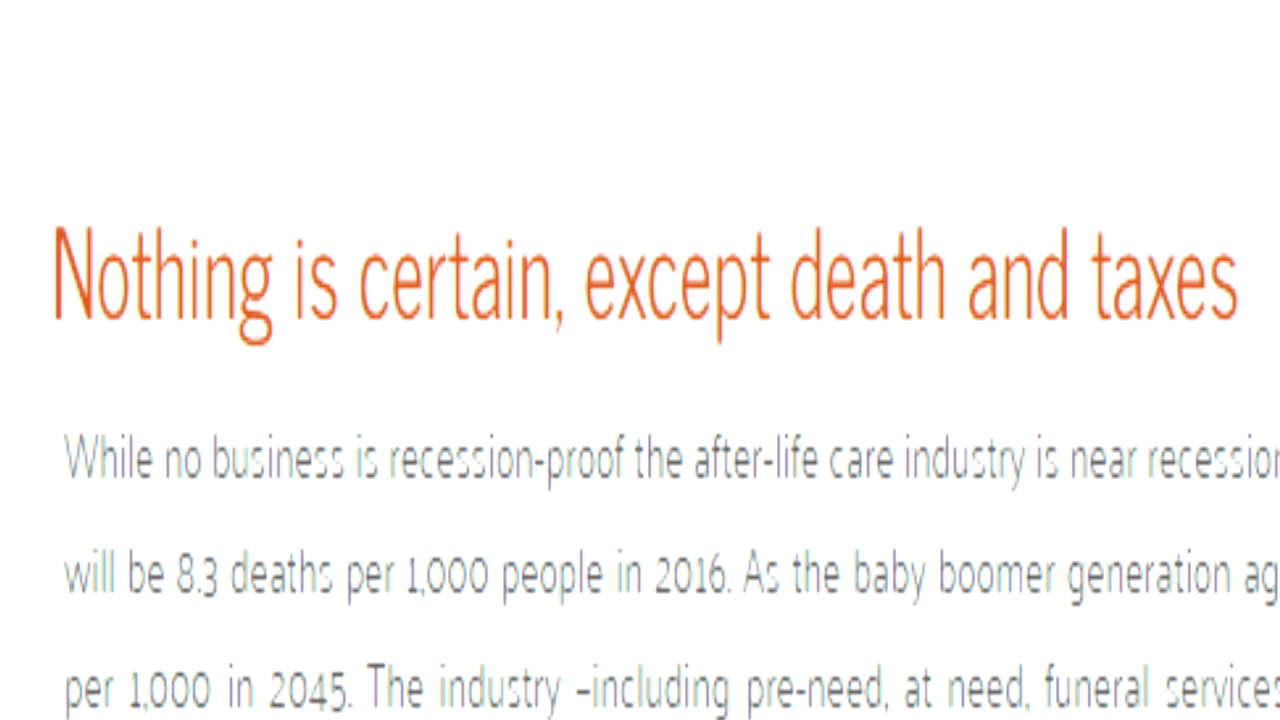 Nothing is certain, except death and taxes
While no business is recession-proof the after-life care industry is near
will be 8.3 deaths per 1,000 people in 2016. As the baby boomer generation
per 1,000 in 2045. The industry –including pre-need, at need, funeral services